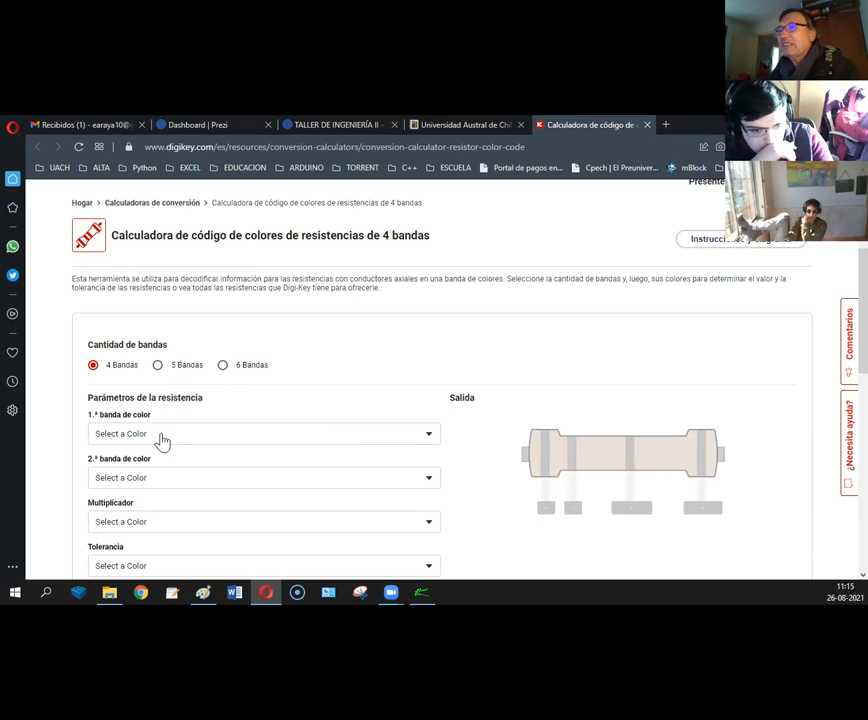 Recibidos (1) - earaya10@
Dashboard | Prezi
TALLER DE INGENIERÍA II -
Universidad Austral de Chil
Calculadora de código de
www.digikey.com/es/resources/conversion-calculators/conversion-calculator-resistor-color-code
UACH
ALTA
Python
EXCEL
EDUCACION
ARDUINO
TORRENT
C++
ESCUELA
Portal de pagos en...
Cpech | El Preuniver...
mBlock
Presente
Hogar > Calculadoras de conversión > Calculadora de código de colores de resistencias de 4 bandas
Calculadora de código de colores de resistencias de 4 bandas
Esta herramienta se utiliza para decodificar información para las resistencias con conductores axiales en una banda de colores. Seleccione la cantidad de bandas y, luego, sus colores para determinar el valor y la
tolerancia de las resistencias o vea todas las resistencias que Digi-Key tiene para ofrecerle.
Cantidad de bandas
4 Bandas
5 Bandas
6 Bandas
Parámetros de la resistencia
Salida
1.ª banda de color
Select a Color
2.ª banda de color
Select a Color
Multiplicador
Select a Color
Tolerancia
Select a Color
Comentarios
¿Necesita ayuda?
11:15
26-08-2021